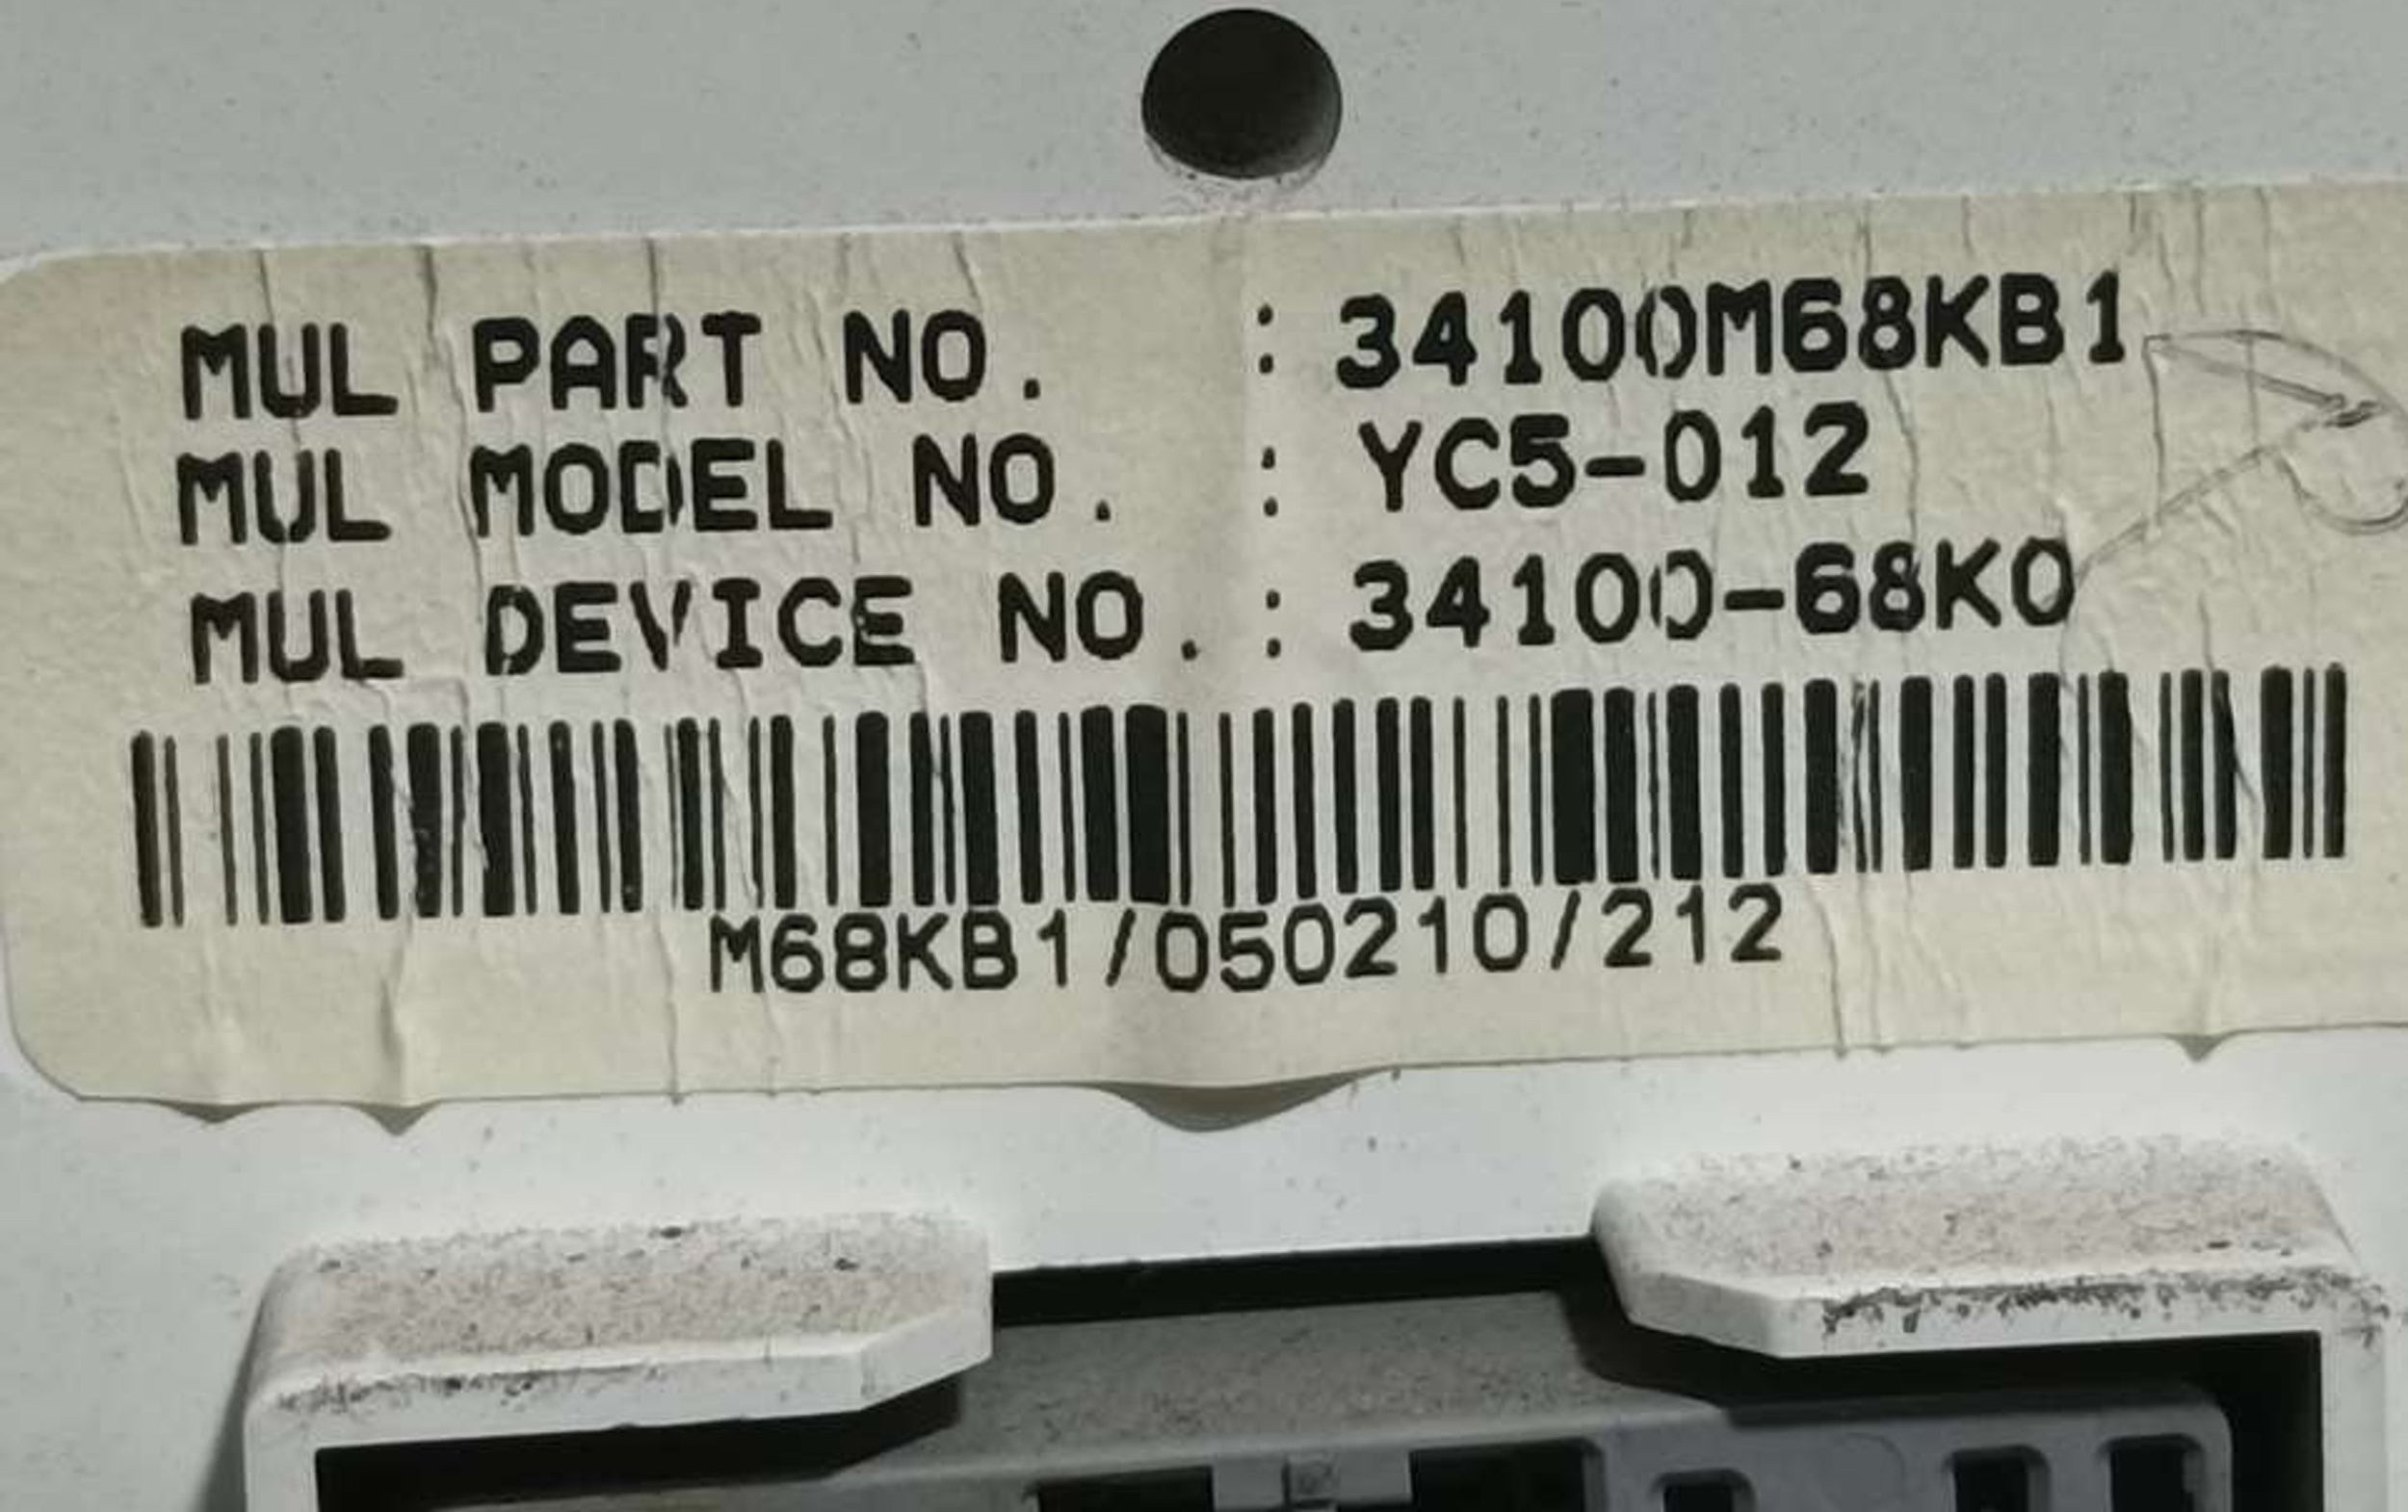 MUL PART NO. : 34100M68KB1
MUL MODEL NO. : YC5-012
MUL DEVICE NO. : 34100-68K0
M68KB1/050210/212